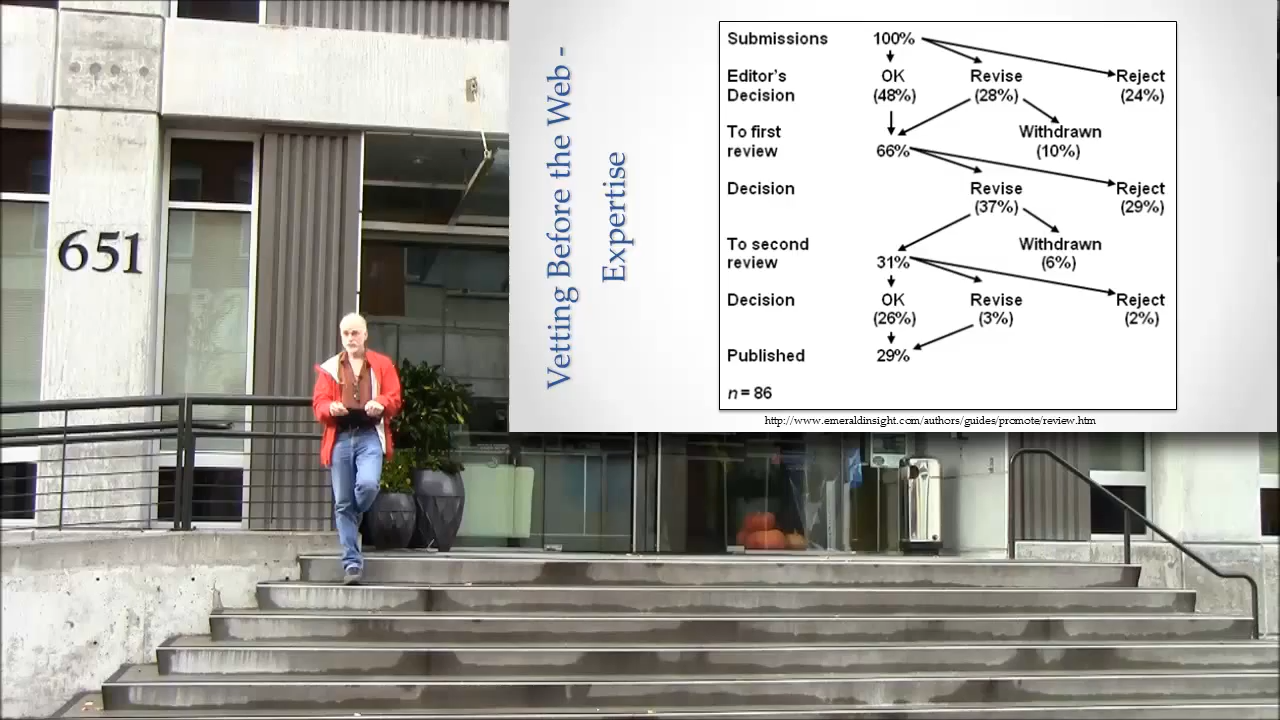 651
Vetting Before the Web -
Expertise
Submissions 100%
Editor's OK Revise Reject
Decision (48%) (28%) (24%)
To first Withdrawn
review 66% (10%)
Decision Revise Reject
(37%) (29%)
To second Withdrawn
review 31% (6%)
Decision OK Revise Reject
(26%) (3%) (2%)
Published 29%
n = 86
http://www.emeraldinsight.com/authors/guides/promote/review.htm